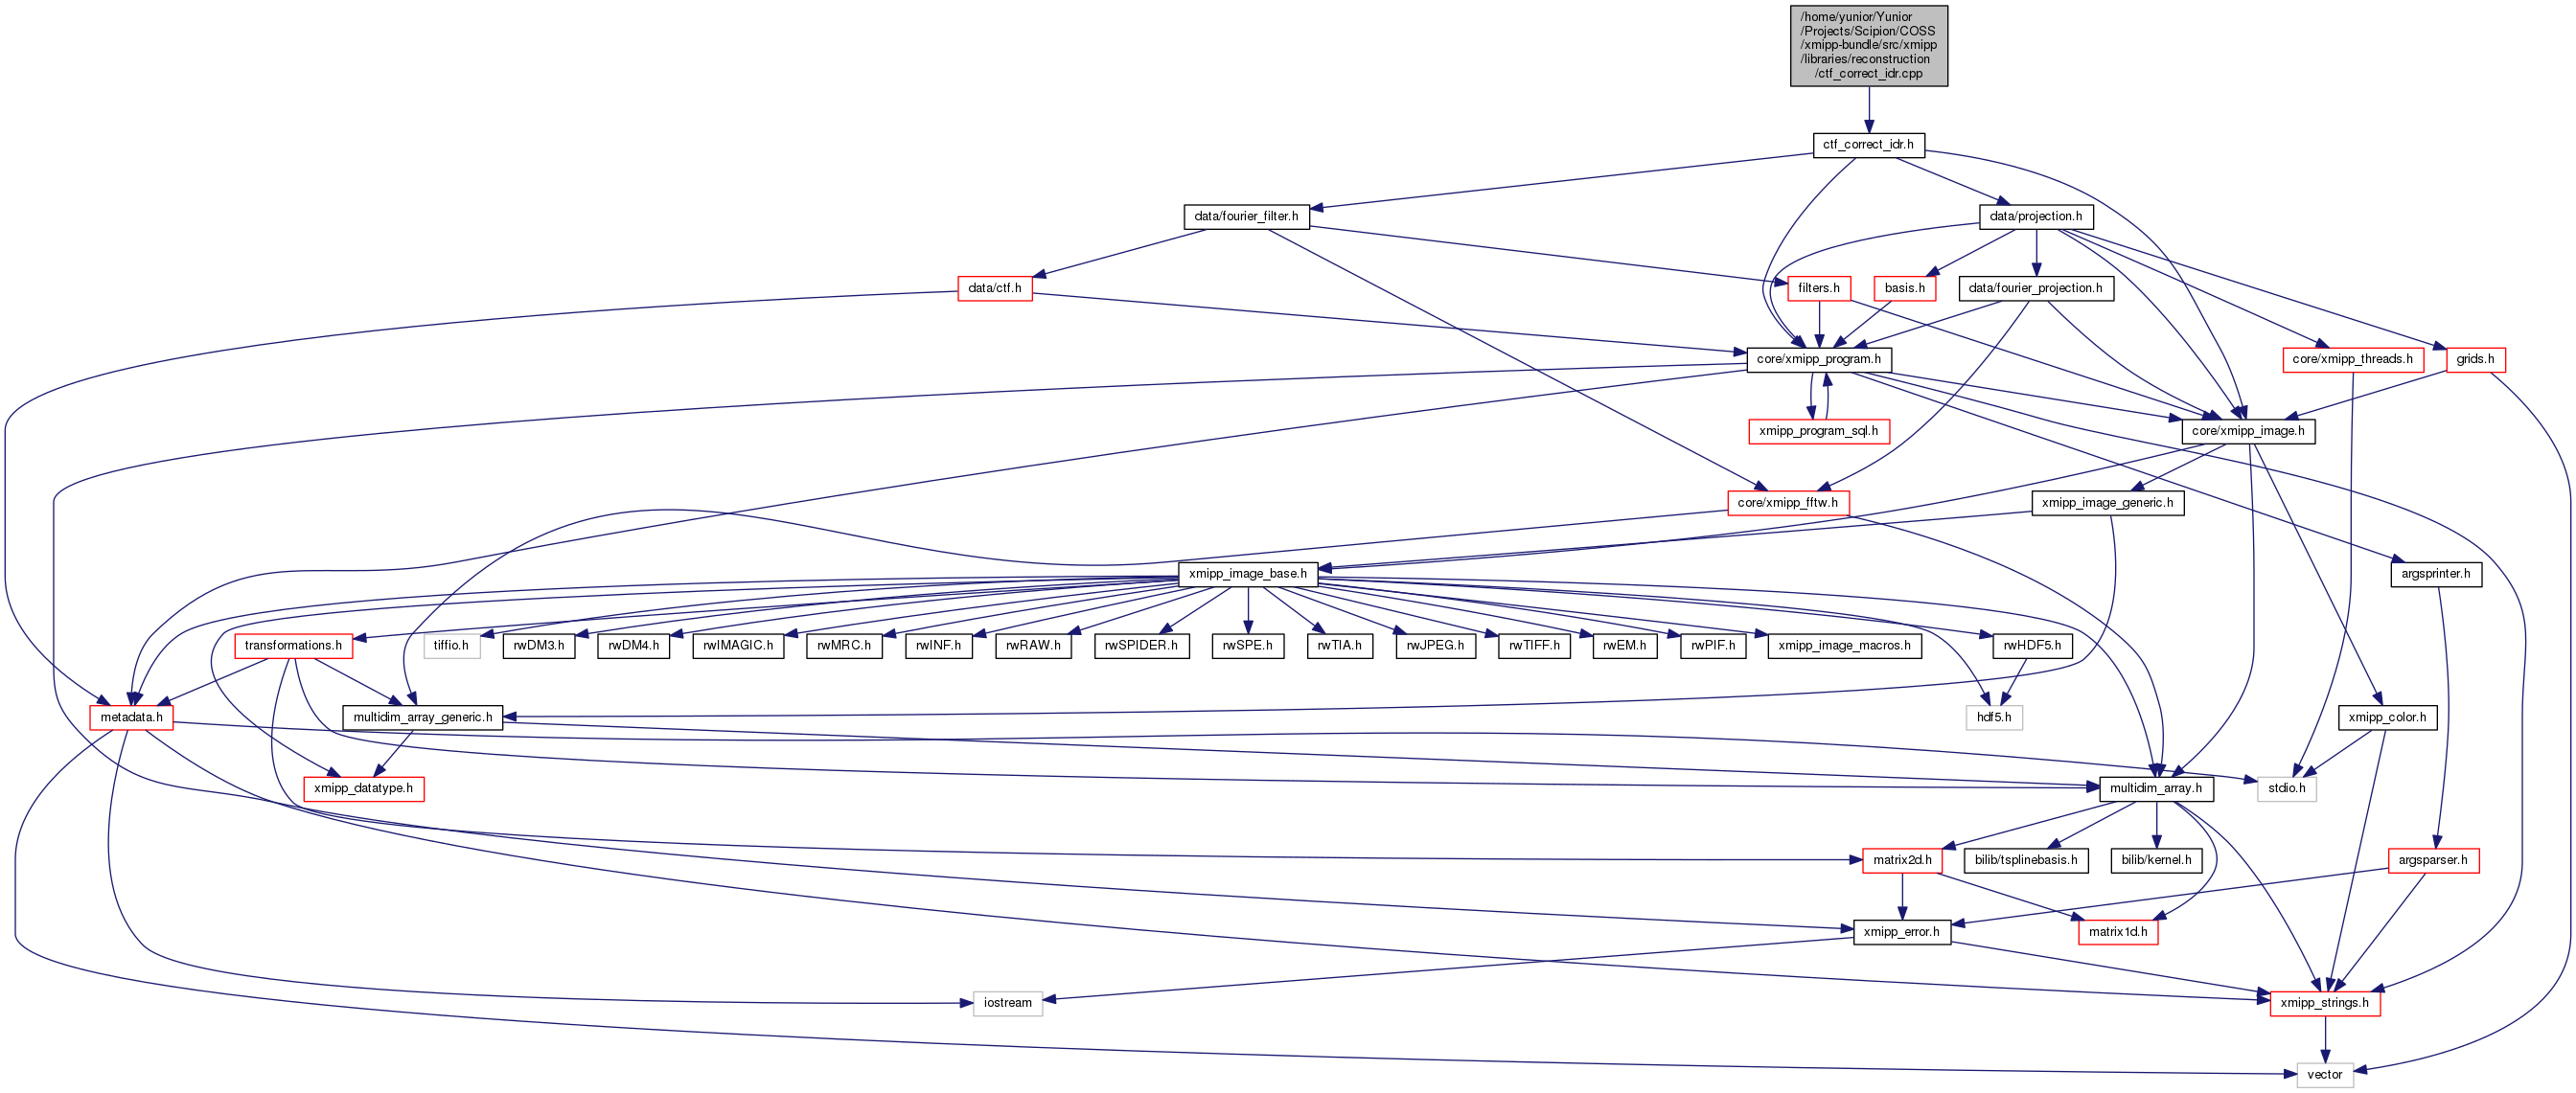 /home/yunior/Yunior
/Projects/Scipion/COSS
/xmipp-bundle/src/xmipp
/libraries/reconstruction
/ctf_correct_idr.cpp
ctf_correct_idr.h
data/fourier_filter.h
data/projection.h
data/ctf.h
filters.h
basis.h
data/fourier_projection.h
core/xmipp_program.h
core/xmipp_threads.h
grids.h
xmipp_program_sql.h
core/xmipp_image.h
core/xmipp_fftw.h
xmipp_image_generic.h
xmipp_image_base.h
argsprinter.h
transformations.h
tiffio.h
rwDM3.h
rwDM4.h
rwIMAGIC.h
rwMRC.h
rwINF.h
rwRAW.h
rwSPIDER.h
rwSPE.h
rwTIA.h
rwJPEG.h
rwTIFF.h
rwEM.h
rwPIF.h
xmipp_image_macros.h
rwHDF5.h
metadata.h
multidim_array_generic.h
hdf5.h
xmipp_color.h
xmipp_datatype.h
multidim_array.h
stdio.h
matrix2d.h
bilib/tsplinebasis.h
bilib/kernel.h
argsparser.h
xmipp_error.h
matrix1d.h
iostream
xmipp_strings.h
vector